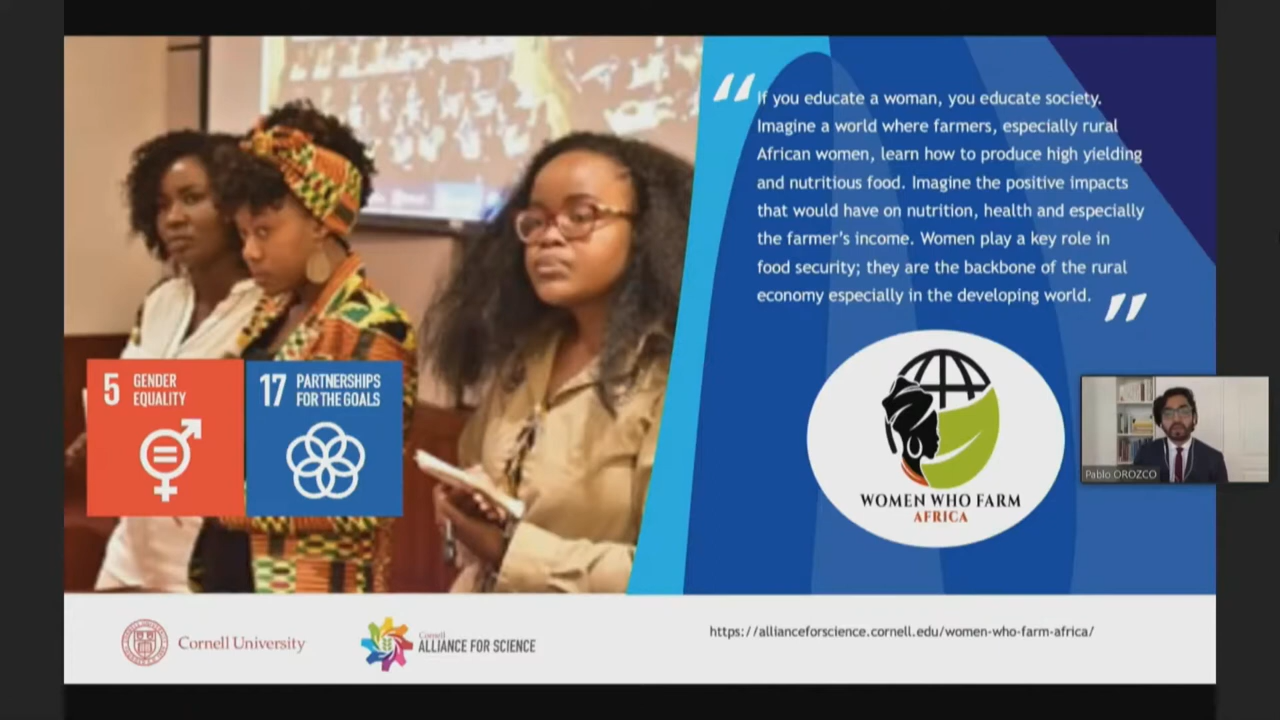 “ If you educate a woman, you educate society.
Imagine a world where farmers, especially rural
African women, learn how to produce high yielding
and nutritious food. Imagine the positive impacts
that would have on nutrition, health and especially
the farmer’s income. Women play a key role in
food security; they are the backbone of the rural
economy especially in the developing world. ”
5 GENDER
EQUALITY
17 PARTNERSHIPS
FOR THE GOALS
WOMEN WHO FARM
AFRICA
Pablo OROZCO
Cornell University
Cornell
ALLIANCE FOR SCIENCE
https://allianceforscience.cornell.edu/women-who-farm-africa/